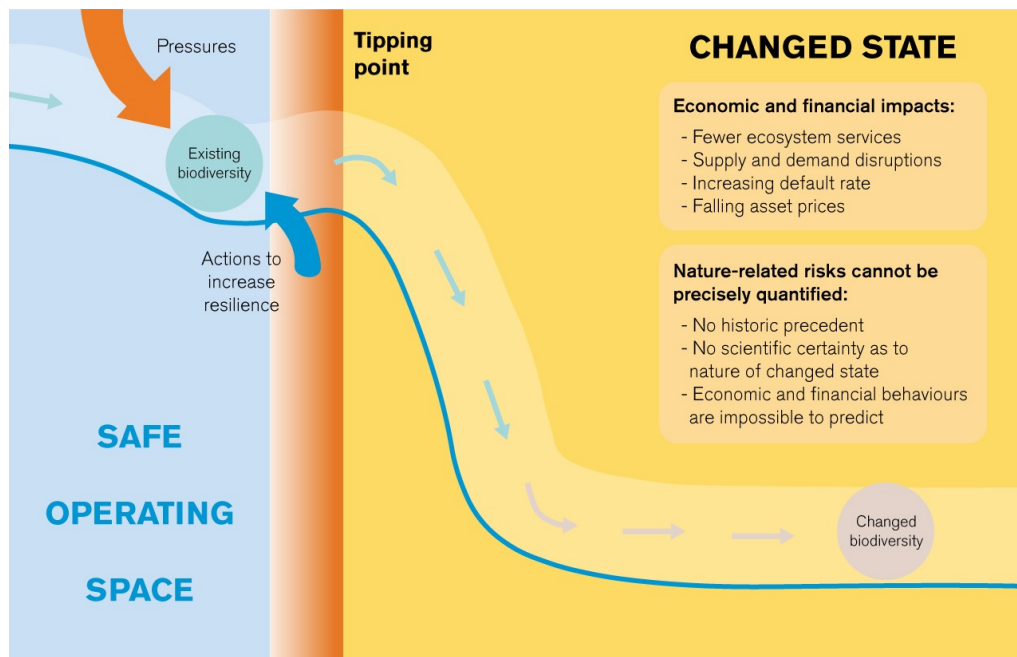 Pressures
Existing
biodiversity
Actions to
increase
resilience
SAFE
OPERATING
SPACE
Tipping
point
CHANGED STATE
Economic and financial impacts:
- Fewer ecosystem services
- Supply and demand disruptions
- Increasing default rate
- Falling asset prices
Nature-related risks cannot be
precisely quantified:
- No historic precedent
- No scientific certainty as to
nature of changed state
- Economic and financial behaviours
are impossible to predict
Changed
biodiversity